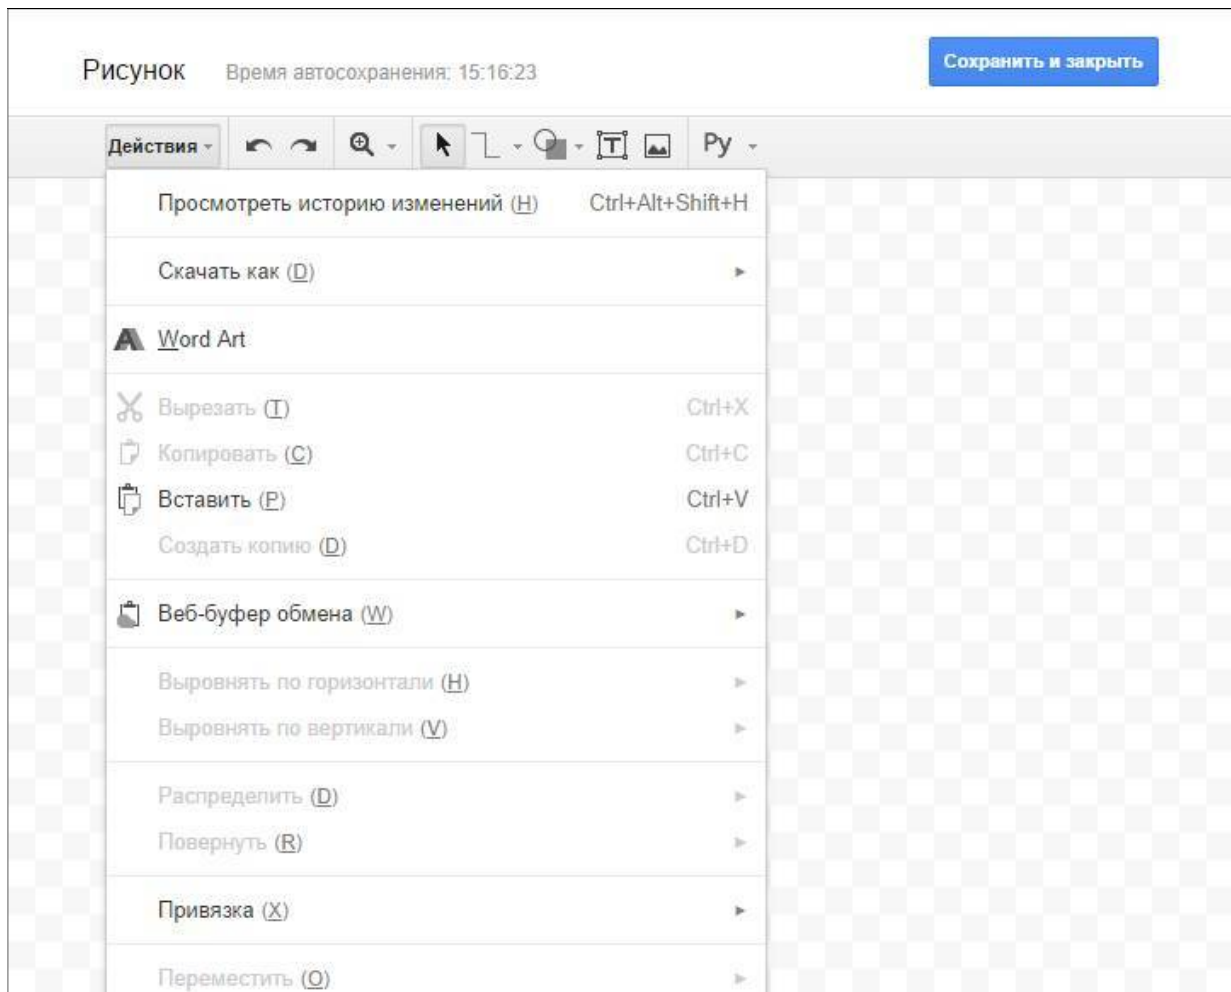 Рисунок Время автосохранения: 15:16:23 Сохранить и закрыть
Действия Ру
Просмотреть историю изменений (H) Ctrl+Alt+Shift+H
Скачать как (D)
Word Art
Вырезать (T) Ctrl+X
Копировать (C) Ctrl+C
Вставить (P) Ctrl+V
Создать копию (D) Ctrl+D
Веб-буфер обмена (W)
Выровнять по горизонтали (H)
Выровнять по вертикали (V)
Распределить (D)
Повернуть (R)
Привязка (X)
Переместить (O)